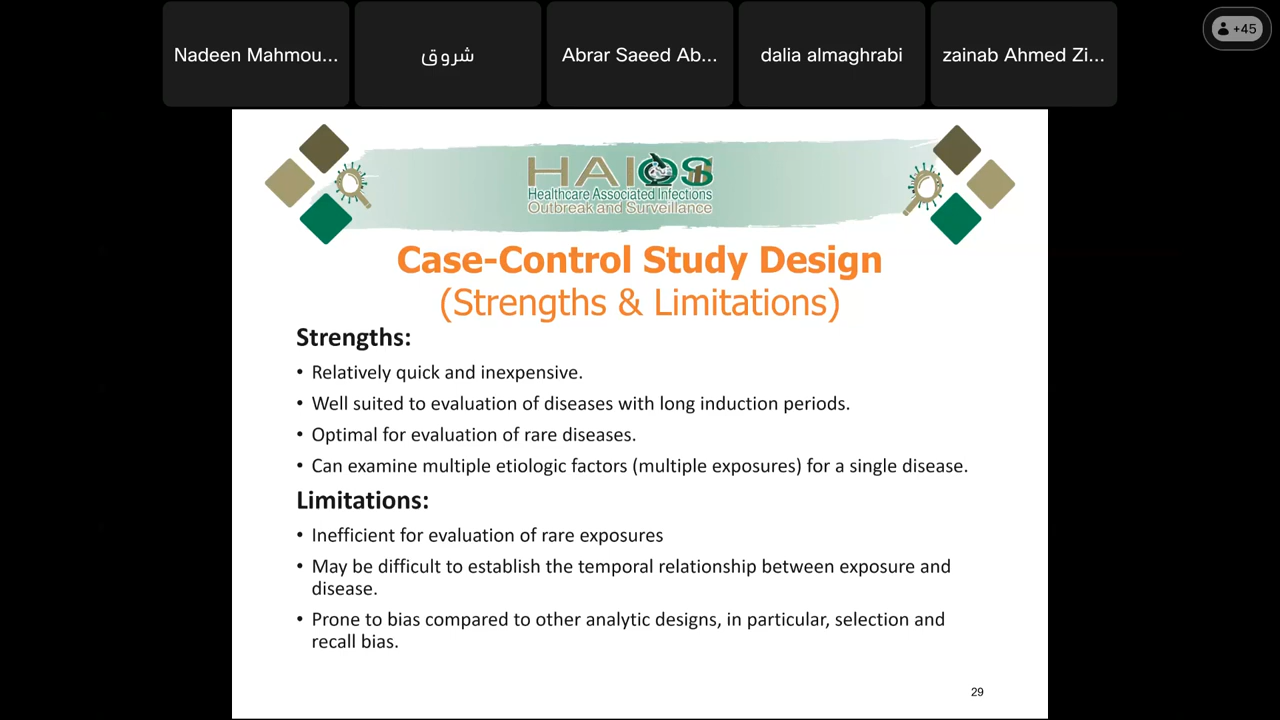 Nadeen Mahmou...
شروق
Abrar Saeed Ab...
dalia almaghrabi
zainab Ahmed Zi...
+45
HAIOS
Healthcare Associated Infections
Outbreak and Surveillance
Case-Control Study Design
(Strengths & Limitations)
Strengths:
• Relatively quick and inexpensive.
• Well suited to evaluation of diseases with long induction periods.
• Optimal for evaluation of rare diseases.
• Can examine multiple etiologic factors (multiple exposures) for a single disease.
Limitations:
• Inefficient for evaluation of rare exposures
• May be difficult to establish the temporal relationship between exposure and
disease.
• Prone to bias compared to other analytic designs, in particular, selection and
recall bias.
29